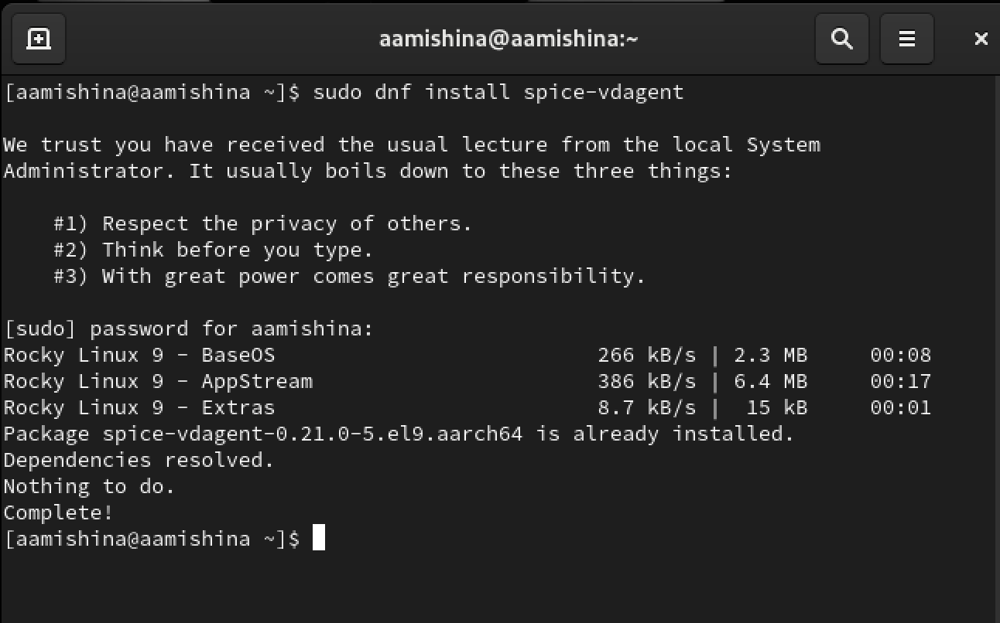 aamishina@aamishina:~
[aamishina@aamishina ~]$ sudo dnf install spice-vdagent
We trust you have received the usual lecture from the local System
Administrator. It usually boils down to these three things:
#1) Respect the privacy of others.
#2) Think before you type.
#3) With great power comes great responsibility.
[sudo] password for aamishina:
Rocky Linux 9 - BaseOS 266 kB/s | 2.3 MB 00:08
Rocky Linux 9 - AppStream 386 kB/s | 6.4 MB 00:17
Rocky Linux 9 - Extras 8.7 kB/s | 15 kB 00:01
Package spice-vdagent-0.21.0-5.el9.aarch64 is already installed.
Dependencies resolved.
Nothing to do.
Complete!
[aamishina@aamishina ~]$